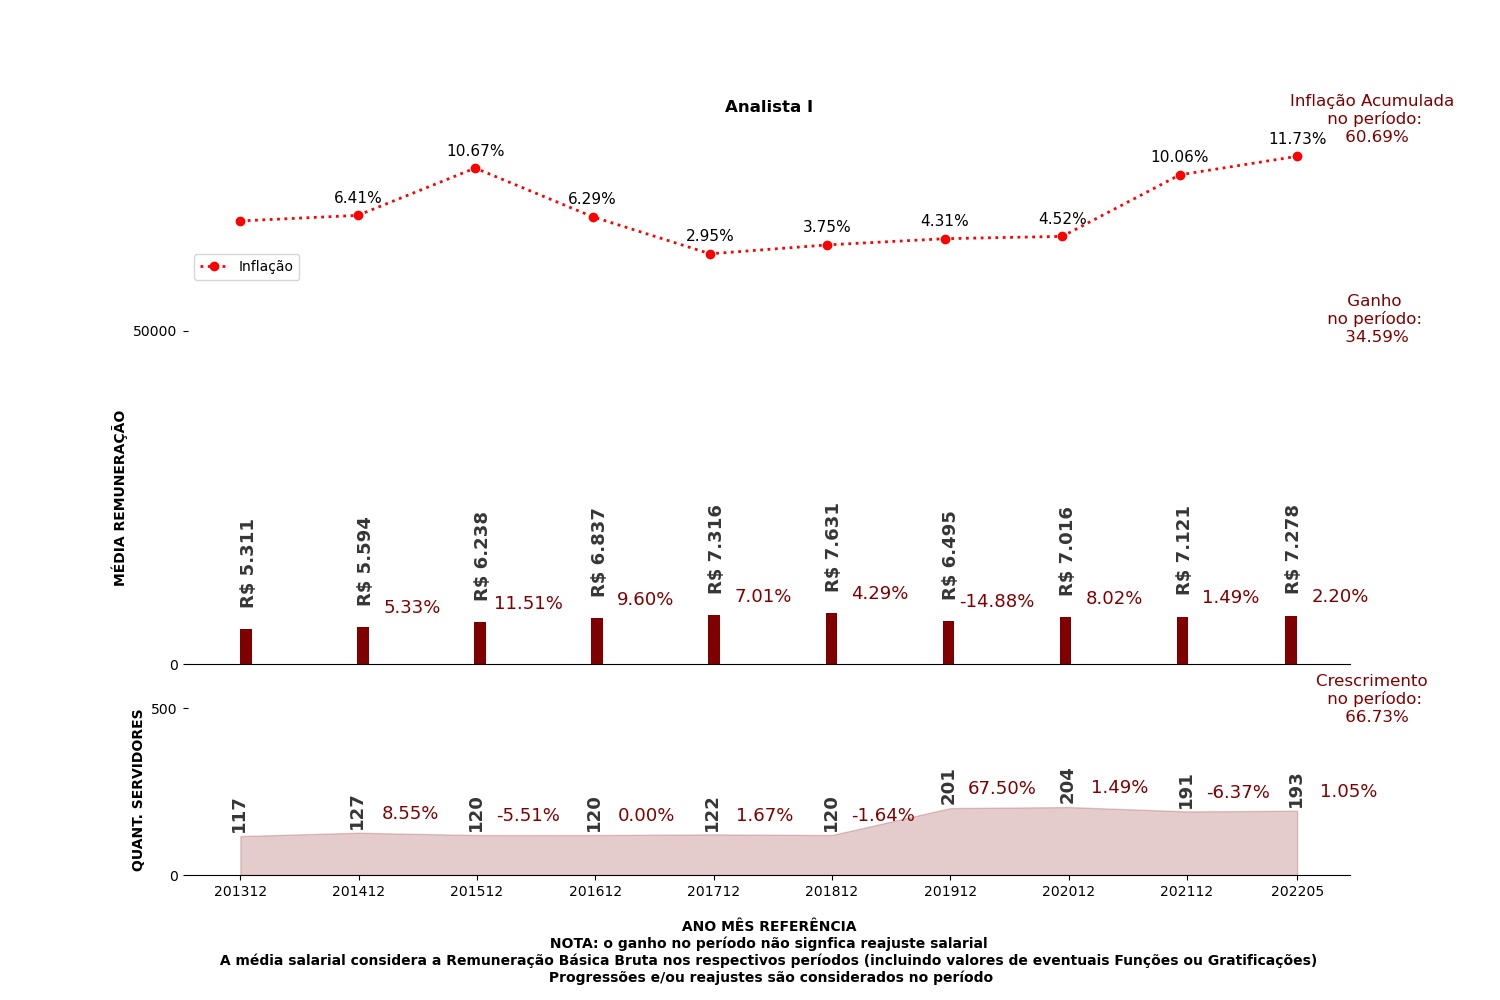 Analista I
Inflação Acumulada
no período:
60.69%
6.41%
10.67%
6.29%
2.95%
3.75%
4.31%
4.52%
10.06%
11.73%
Inflação
Ganho
no período:
34.59%
50000
0
MÉDIA REMUNERAÇÃO
R$ 5.311
R$ 5.594
R$ 6.238
R$ 6.837
R$ 7.316
R$ 7.631
R$ 6.495
R$ 7.016
R$ 7.121
R$ 7.278
5.33%
11.51%
9.60%
7.01%
4.29%
-14.88%
8.02%
1.49%
2.20%
Crescrimento
no período:
66.73%
500
0
QUANT. SERVIDORES
117
127
120
120
122
120
201
204
191
193
8.55%
-5.51%
0.00%
1.67%
-1.64%
67.50%
1.49%
-6.37%
1.05%
201312
201412
201512
201612
201712
201812
201912
202012
202112
202205
ANO MÊS REFERÊNCIA
NOTA: o ganho no período não signfica reajuste salarial
A média salarial considera a Remuneração Básica Bruta nos respectivos períodos (incluindo valores de eventuais Funções ou Gratificações)
Progressões e/ou reajustes são considerados no período